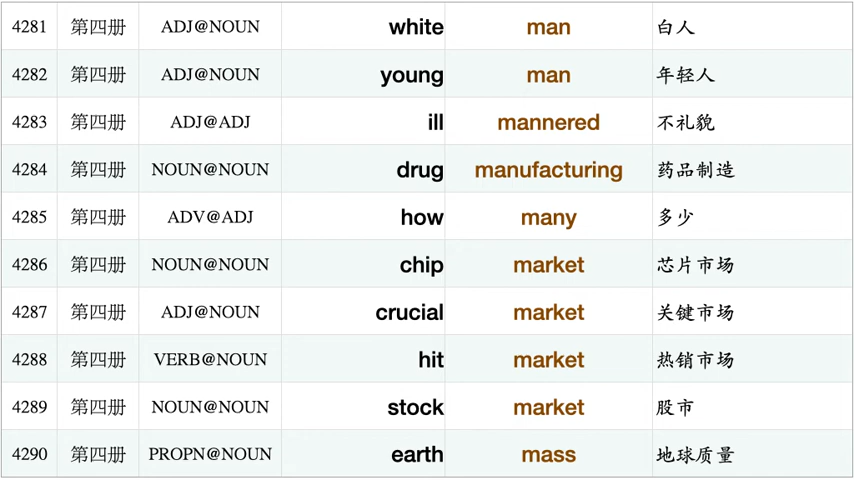 4281 第四册 ADJ@NOUN white man 白人
4282 第四册 ADJ@NOUN young man 年轻人
4283 第四册 ADJ@ADJ ill mannered 不礼貌
4284 第四册 NOUN@NOUN drug manufacturing 药品制造
4285 第四册 ADV@ADJ how many 多少
4286 第四册 NOUN@NOUN chip market 芯片市场
4287 第四册 ADJ@NOUN crucial market 关键市场
4288 第四册 VERB@NOUN hit market 热销市场
4289 第四册 NOUN@NOUN stock market 股市
4290 第四册 PROPN@NOUN earth mass 地球质量